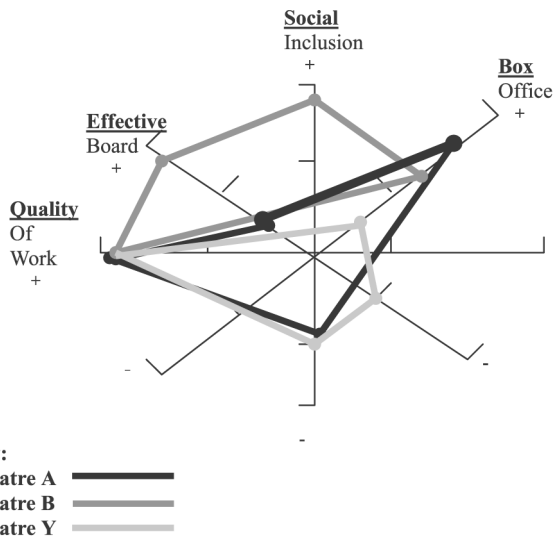 Social
Inclusion
+
Box
Office
+
Effective
Board
+
Quality
Of
Work
+
-
-
-
:
atre A
atre B
atre Y